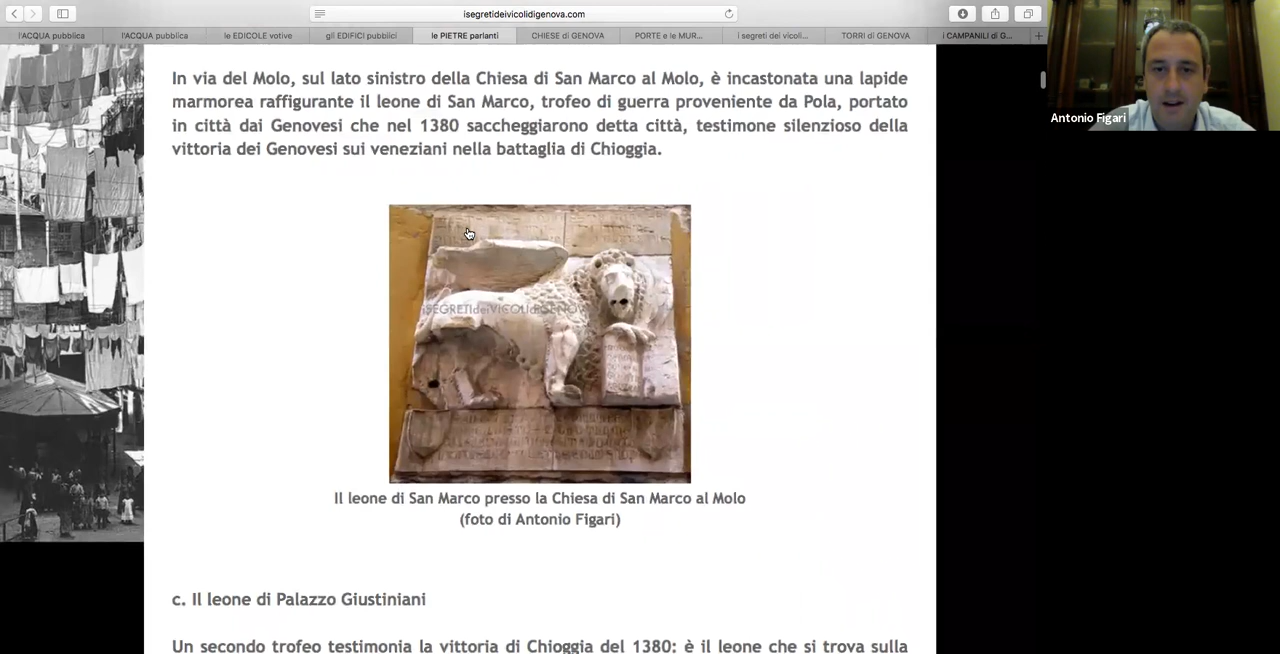 isegretideivicolidigenova.com
l'ACQUA pubblica
l'ACQUA pubblica
le EDICOLE votive
gli EDIFICI pubblici
le PIETRE parlanti
CHIESE di GENOVA
PORTE e le MUR...
i segreti dei vicoli...
TORRI di GENOVA
i CAMPANILI di G...
Antonio Figari
In via del Molo, sul lato sinistro della Chiesa di San Marco al Molo, è incastonata una lapide
marmorea raffigurante il leone di San Marco, trofeo di guerra proveniente da Pola, portato
in città dai Genovesi che nel 1380 saccheggiarono detta città, testimone silenzioso della
vittoria dei Genovesi sui veneziani nella battaglia di Chioggia.
iSEGRETIdeiVICOLIdiGENOV
Il leone di San Marco presso la Chiesa di San Marco al Molo
(foto di Antonio Figari)
c. Il leone di Palazzo Giustiniani
Un secondo trofeo testimonia la vittoria di Chioggia del 1380: è il leone che si trova sulla